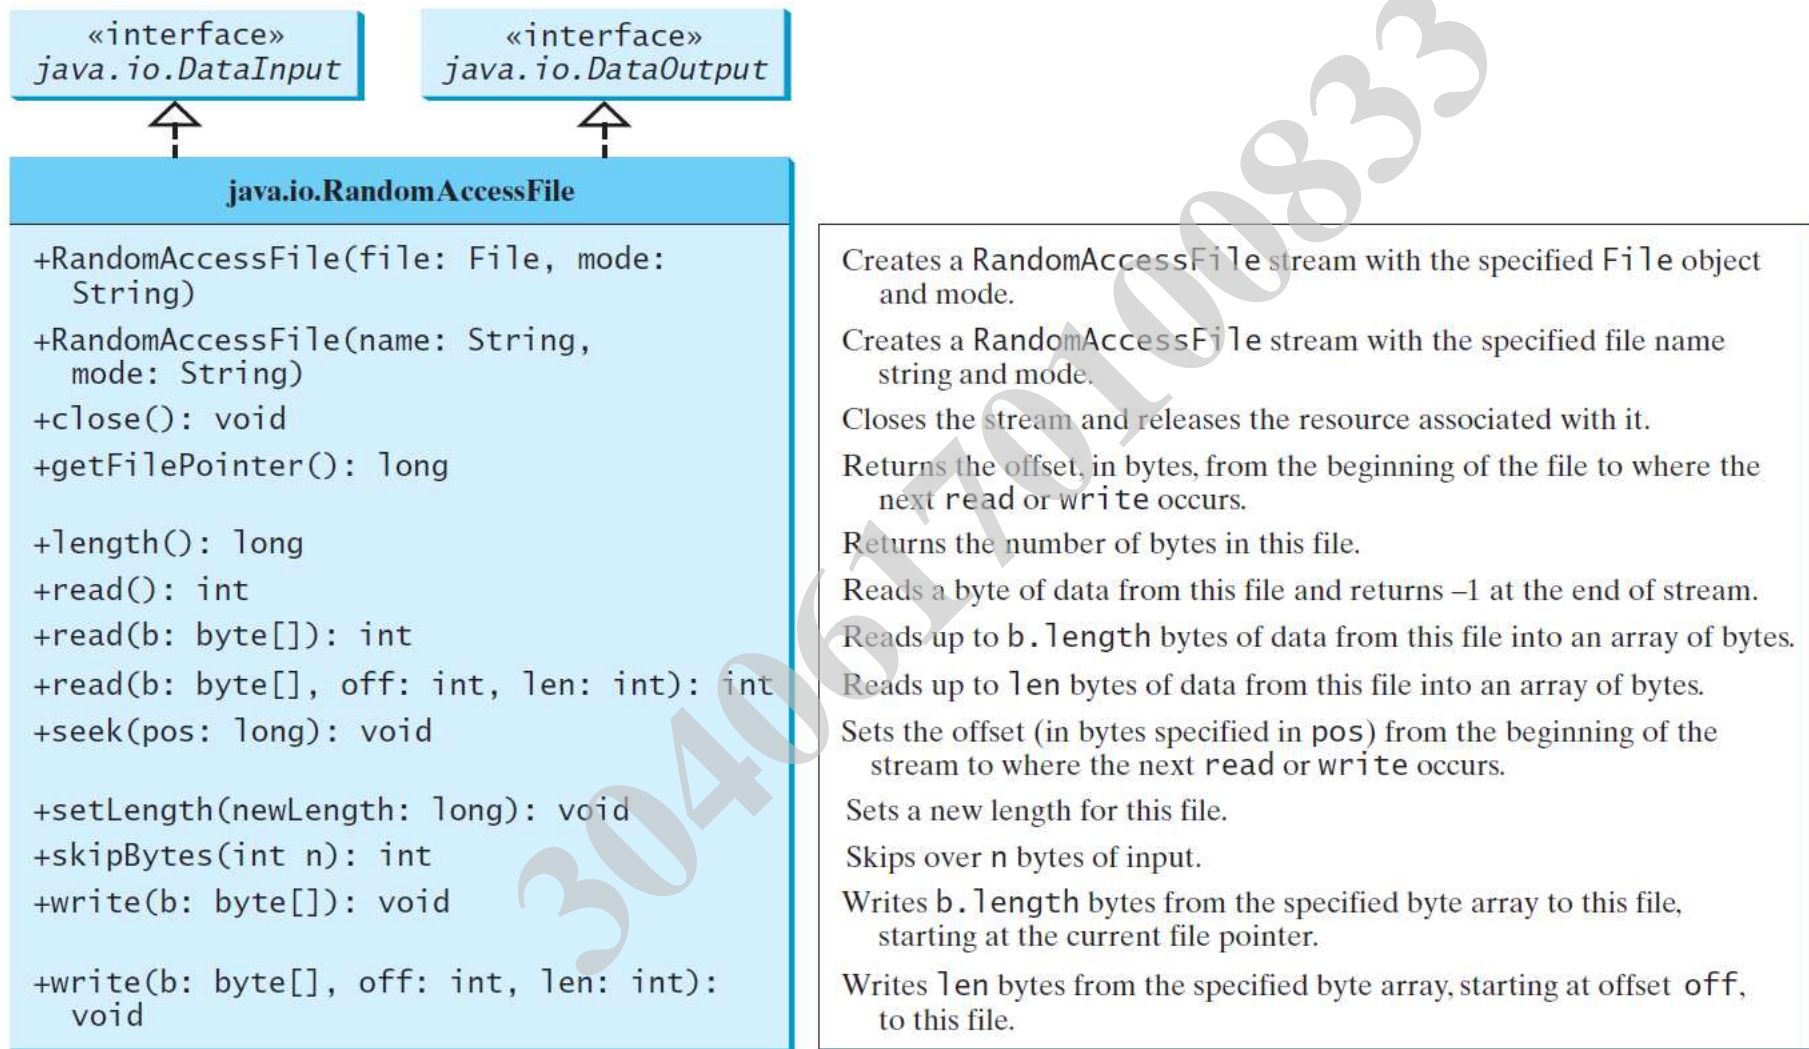 «interface»
java.io.DataInput
«interface»
java.io.DataOutput
java.io.RandomAccessFile
+RandomAccessFile(file: File, mode:
String)
Creates a RandomAccessFile stream with the specified File object
and mode.
+RandomAccessFile(name: String,
mode: String)
Creates a RandomAccessFile stream with the specified file name
string and mode.
+close(): void
Closes the stream and releases the resource associated with it.
+getFilePointer(): long
Returns the offset, in bytes, from the beginning of the file to where the
next read or write occurs.
+length(): long
Returns the number of bytes in this file.
+read(): int
Reads a byte of data from this file and returns –1 at the end of stream.
+read(b: byte[]): int
Reads up to b.length bytes of data from this file into an array of bytes.
+read(b: byte[], off: int, len: int): int
Reads up to len bytes of data from this file into an array of bytes.
+seek(pos: long): void
Sets the offset (in bytes specified in pos) from the beginning of the
stream to where the next read or write occurs.
+setLength(newLength: long): void
Sets a new length for this file.
+skipBytes(int n): int
Skips over n bytes of input.
+write(b: byte[]): void
Writes b.length bytes from the specified byte array to this file,
starting at the current file pointer.
+write(b: byte[], off: int, len: int):
void
Writes len bytes from the specified byte array, starting at offset off,
to this file.
3040617010083